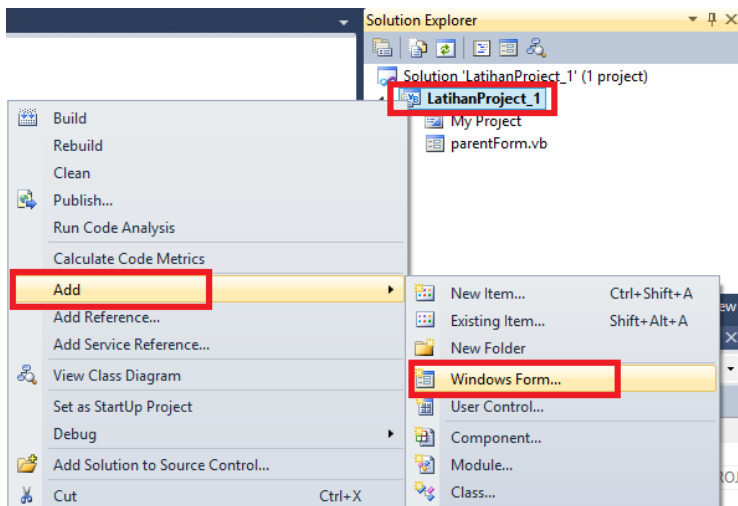 Solution Explorer
Solution 'LatihanProject_1' (1 project)
LatihanProject_1
My Project
parentForm.vb
Build
Rebuild
Clean
Publish...
Run Code Analysis
Calculate Code Metrics
Add
Add Reference...
Add Service Reference...
View Class Diagram
Set as StartUp Project
Debug
Add Solution to Source Control...
Cut Ctrl+X
New Item... Ctrl+Shift+A
Existing Item... Shift+Alt+A
New Folder
Windows Form...
User Control...
Component...
Module...
Class...